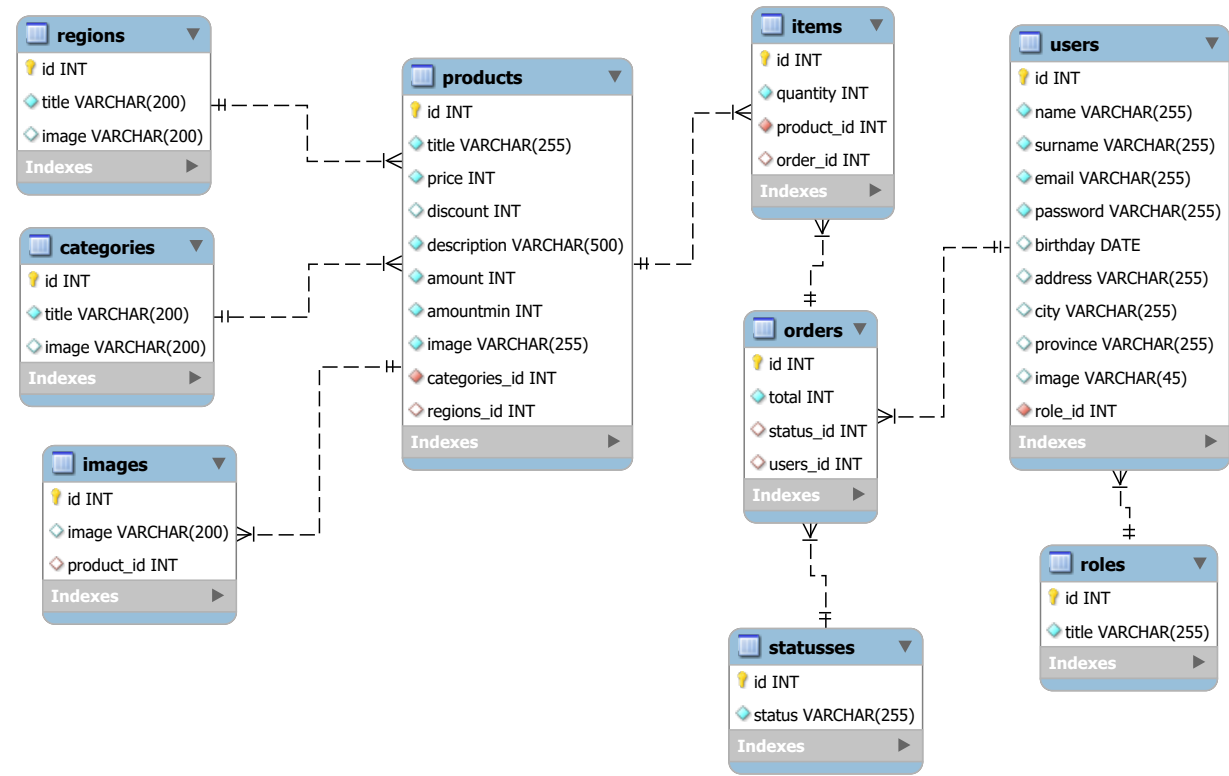 regions
id INT
title VARCHAR(200)
image VARCHAR(200)
Indexes
categories
id INT
title VARCHAR(200)
image VARCHAR(200)
Indexes
images
id INT
image VARCHAR(200)
product_id INT
Indexes
products
id INT
title VARCHAR(255)
price INT
discount INT
description VARCHAR(500)
amount INT
amountmin INT
image VARCHAR(255)
categories_id INT
regions_id INT
Indexes
items
id INT
quantity INT
product_id INT
order_id INT
Indexes
orders
id INT
total INT
status_id INT
users_id INT
Indexes
statusses
id INT
status VARCHAR(255)
Indexes
users
id INT
name VARCHAR(255)
surname VARCHAR(255)
email VARCHAR(255)
password VARCHAR(255)
birthday DATE
address VARCHAR(255)
city VARCHAR(255)
province VARCHAR(255)
image VARCHAR(45)
role_id INT
Indexes
roles
id INT
title VARCHAR(255)
Indexes